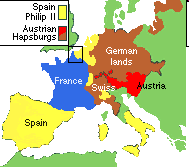 Spain
Philip II
Austrian
Hapsburgs
German
lands
France
Swiss
Austria
Spain